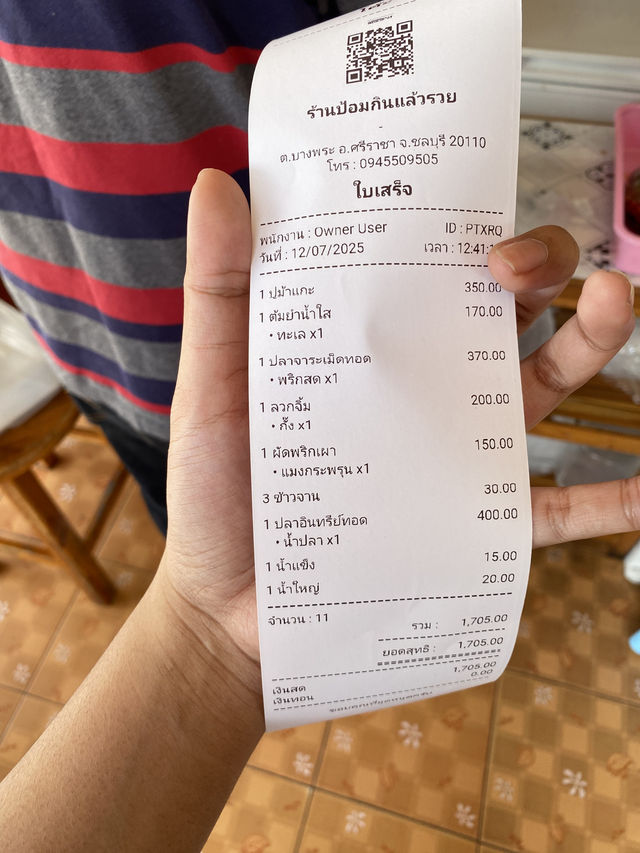 ร้านป้อมกินแล้วรวย
-
ต.บางพระ อ.ศรีราชา จ.ชลบุรี 20110
โทร : 0945509505
ใบเสร็จ
พนักงาน : Owner User ID : PTXRQ
วันที่ : 12/07/2025 เวลา : 12:41:
1 ปูม้าแกะ 350.00
1 ต้มยำน้ำใส 170.00
• ทะเล x1
1 ปลาจาระเม็ดทอด 370.00
• พริกสด x1
1 ลวกจิ้ม 200.00
• กั้ง x1
1 ผัดพริกเผา 150.00
• แมงกระพรุน x1
3 ข้าวจาน 30.00
1 ปลาอินทรีย์ทอด 400.00
• น้ำปลา x1
1 น้ำแข็ง 15.00
1 น้ำใหญ่ 20.00
จำนวน : 11
รวม : 1,705.00
ยอดสุทธิ : 1,705.00
เงินสด 1,705.00
เงินทอน 0.00